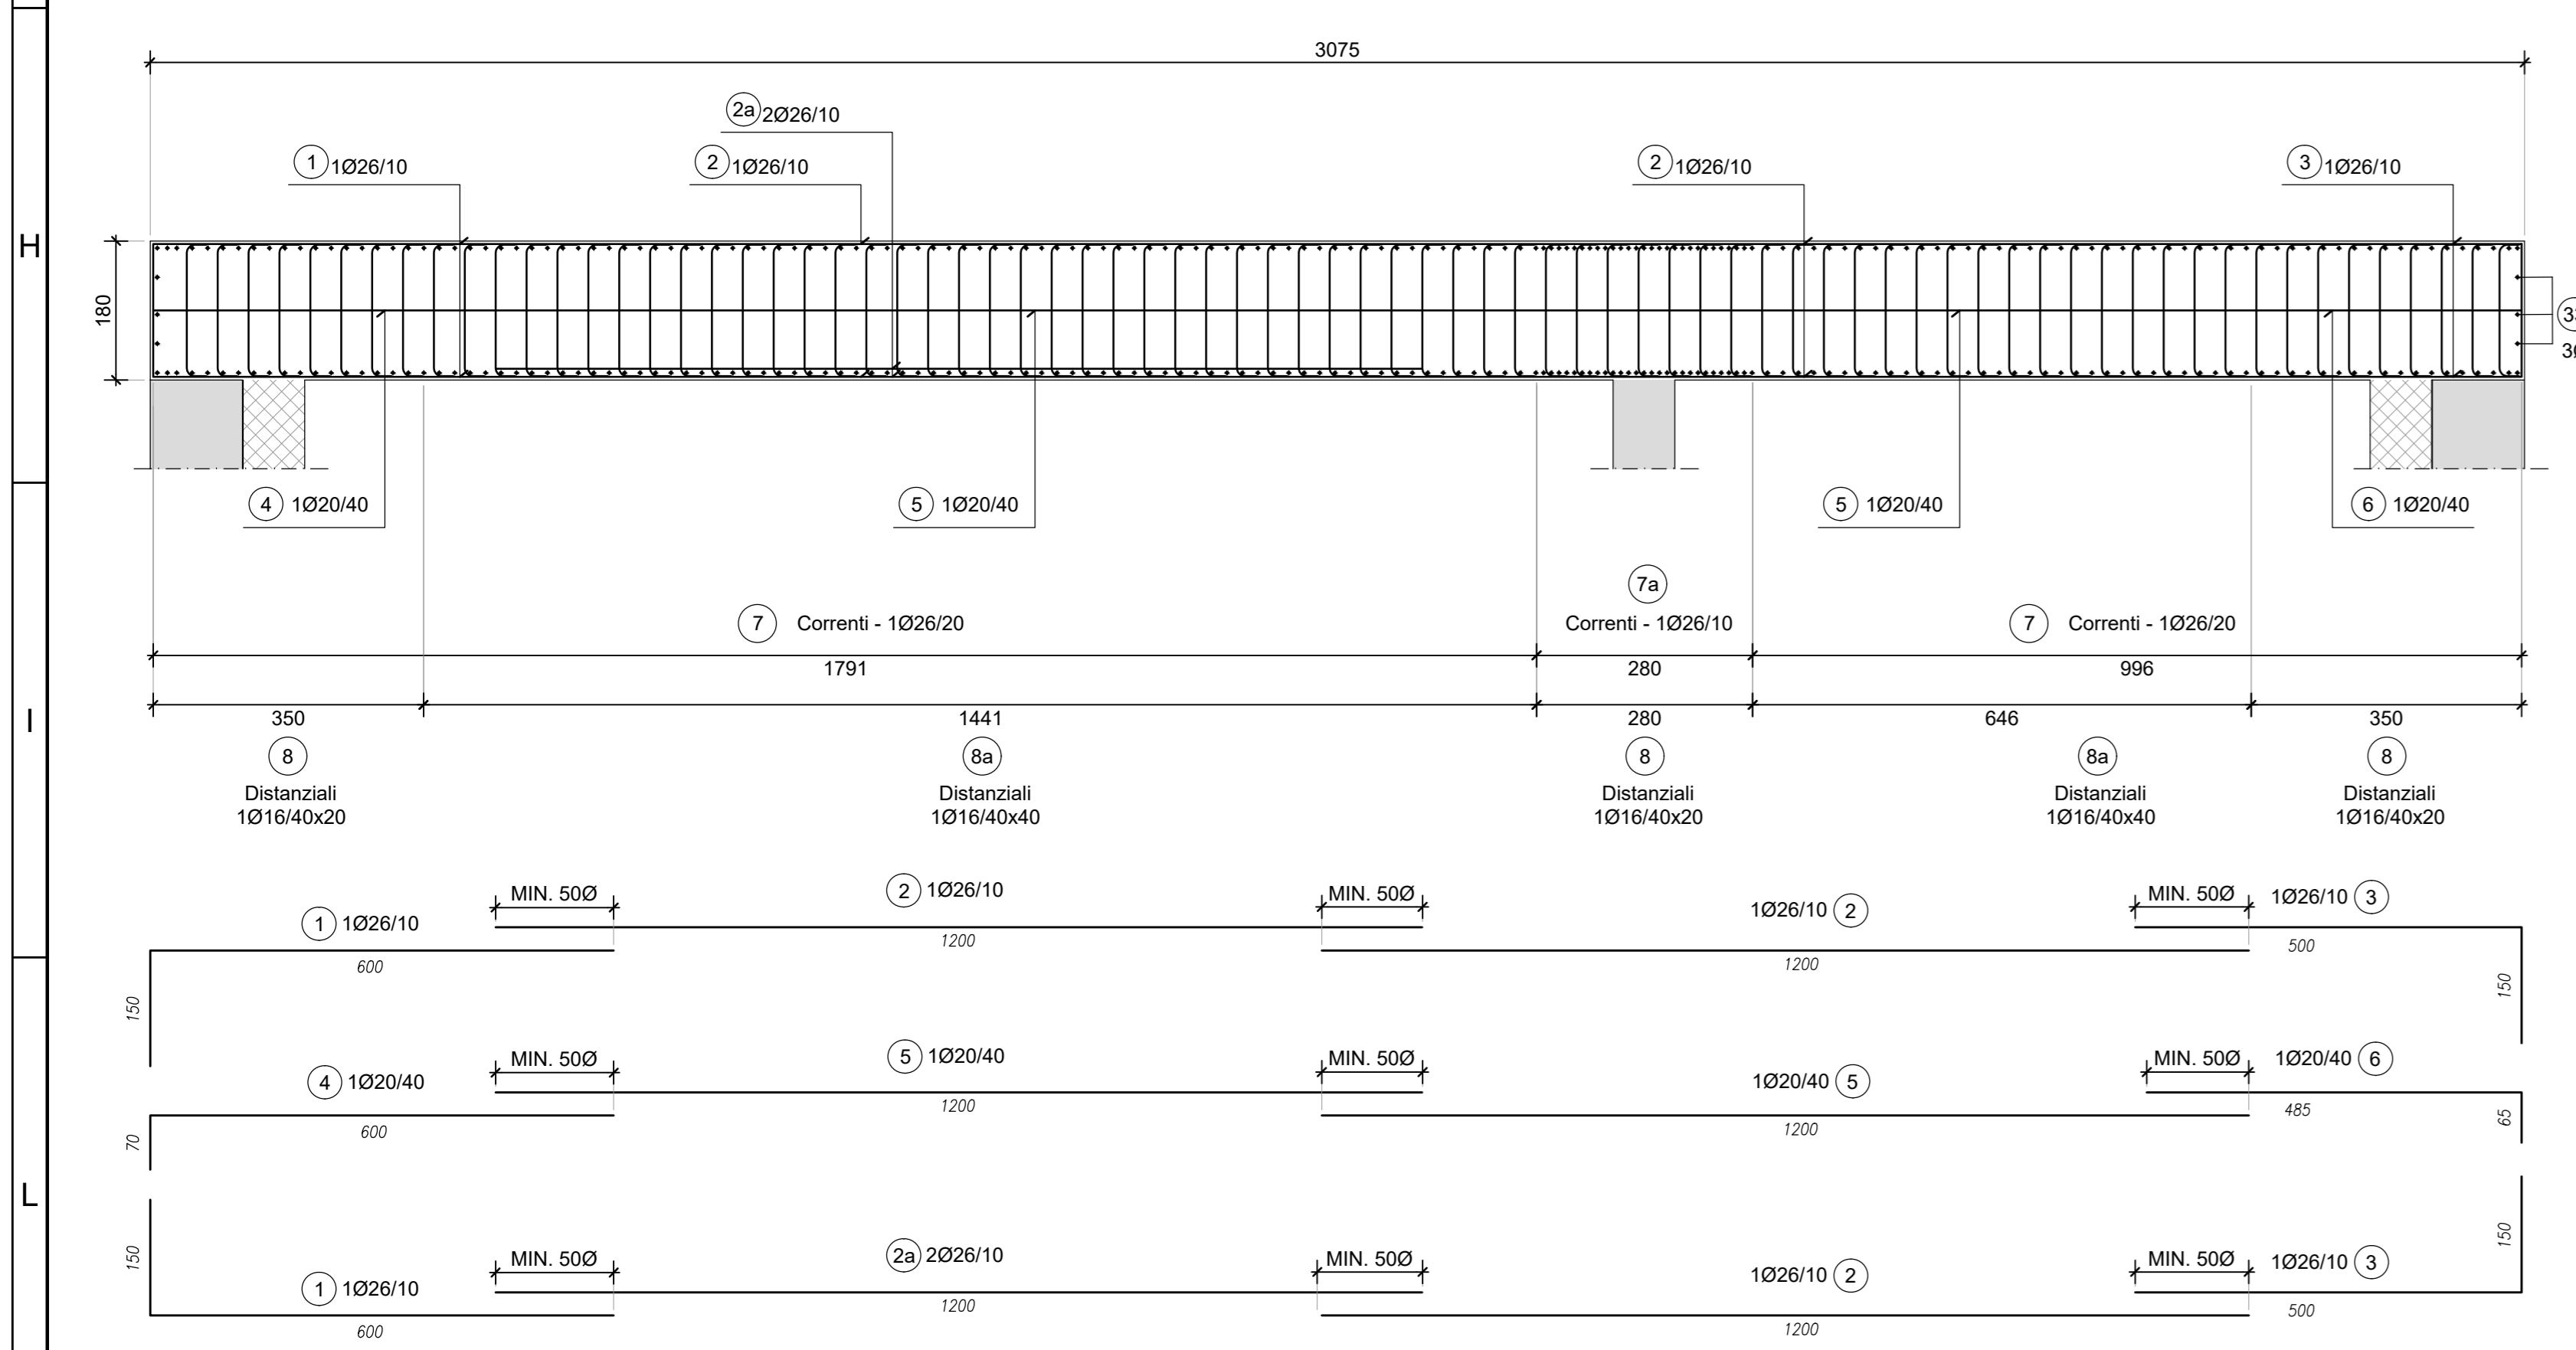 3075
2a 2Ø26/10
1 1Ø26/10
2 1Ø26/10
2 1Ø26/10
3 1Ø26/10
H
180
4 1Ø20/40
5 1Ø20/40
5 1Ø20/40
6 1Ø20/40
7a
7 Correnti - 1Ø26/20
Correnti - 1Ø26/10
7 Correnti - 1Ø26/20
1791
280
996
I
350
1441
280
646
350
8
8a
8
8a
8
Distanziali
1Ø16/40x20
Distanziali
1Ø16/40x40
Distanziali
1Ø16/40x20
Distanziali
1Ø16/40x40
Distanziali
1Ø16/40x20
1 1Ø26/10
MIN. 50Ø
2 1Ø26/10
MIN. 50Ø
1Ø26/10 2
MIN. 50Ø
1Ø26/10 3
600
1200
1200
500
150
150
4 1Ø20/40
MIN. 50Ø
5 1Ø20/40
MIN. 50Ø
1Ø20/40 5
MIN. 50Ø
1Ø20/40 6
600
1200
1200
485
70
65
L
150
150
1 1Ø26/10
MIN. 50Ø
2a 2Ø26/10
MIN. 50Ø
1Ø26/10 2
MIN. 50Ø
1Ø26/10 3
600
1200
1200
500